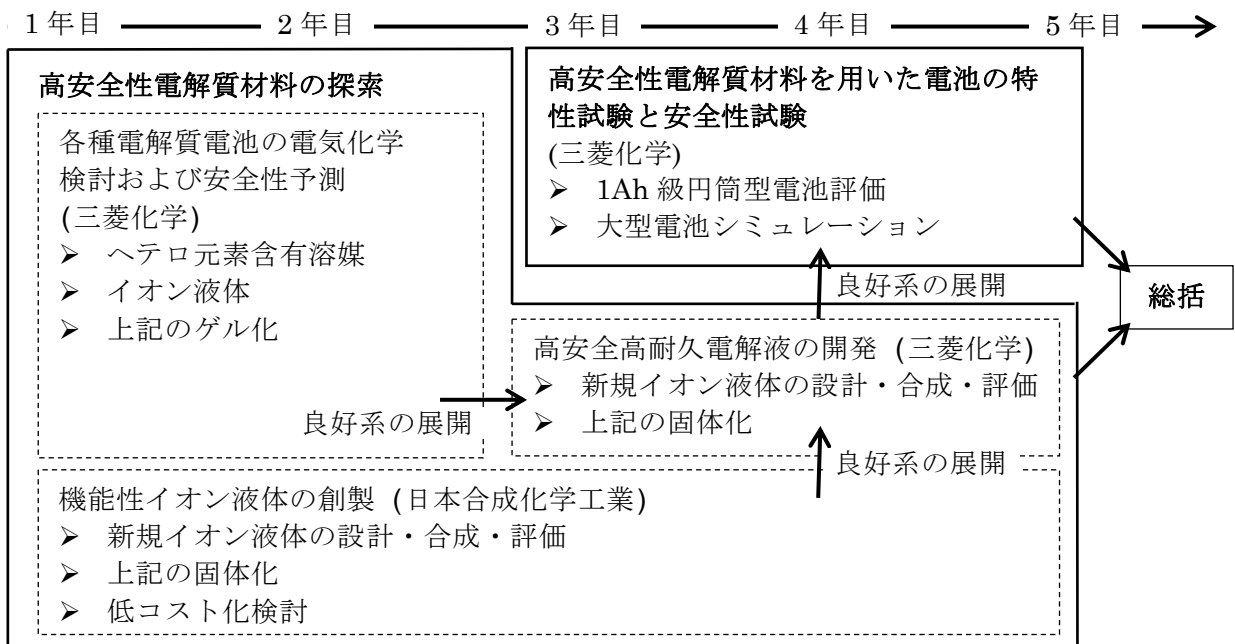 1 年目 2 年目 3 年目 4 年目 5 年目
高安全性電解質材料の探索
各種電解質電池の電気化学
検討および安全性予測
(三菱化学)
➢ ヘテロ元素含有溶媒
➢ イオン液体
➢ 上記のゲル化
良好系の展開
高安全性電解質材料を用いた電池の特
性試験と安全性試験
(三菱化学)
➢ 1Ah 級円筒型電池評価
➢ 大型電池シミュレーション
良好系の展開
総括
高安全高耐久電解液の開発 (三菱化学)
➢ 新規イオン液体の設計・合成・評価
➢ 上記の固体化
良好系の展開
機能性イオン液体の創製 (日本合成化学工業)
➢ 新規イオン液体の設計・合成・評価
➢ 上記の固体化
➢ 低コスト化検討